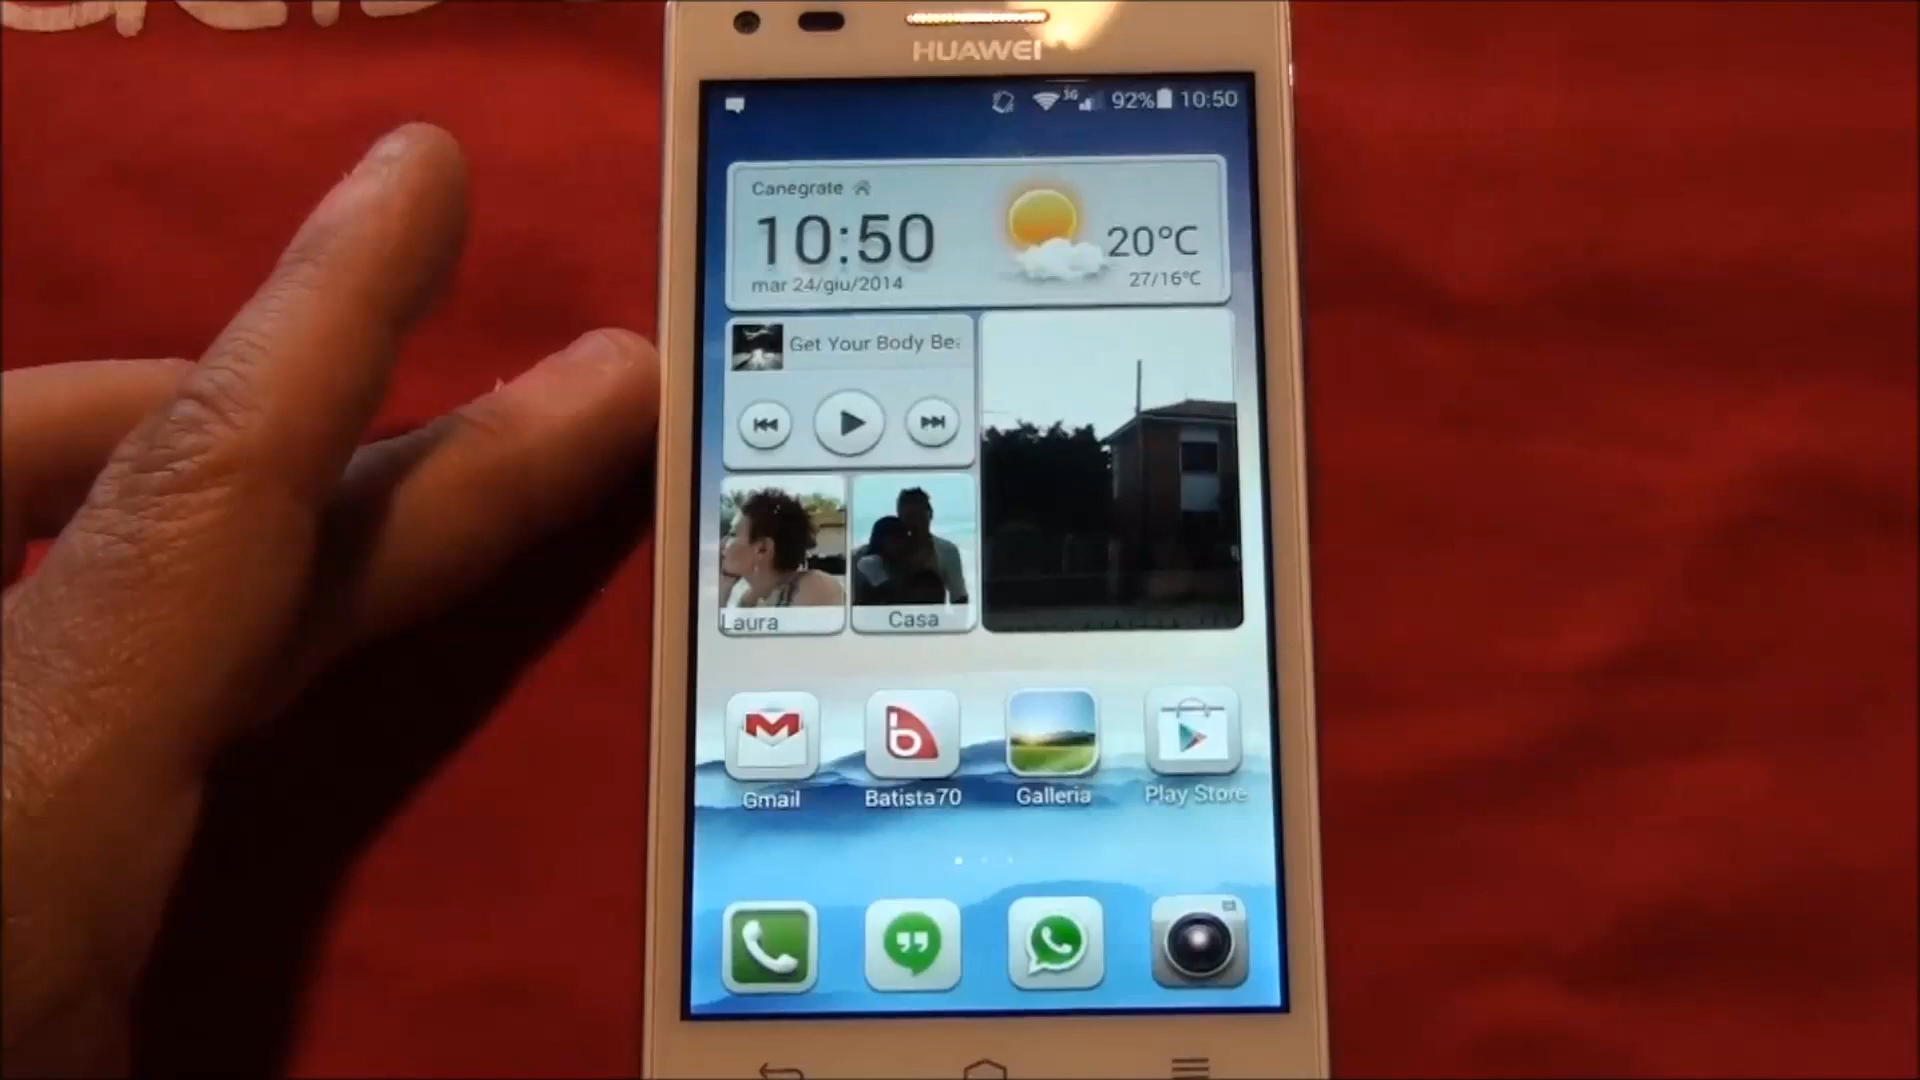 HUAWEI
3G 92% 10:50
Canegrate
10:50
20°C
mar 24/giu/2014
27/16°C
Get Your Body
Laura
Casa
Gmail
Batista70
Galleria
Play Store